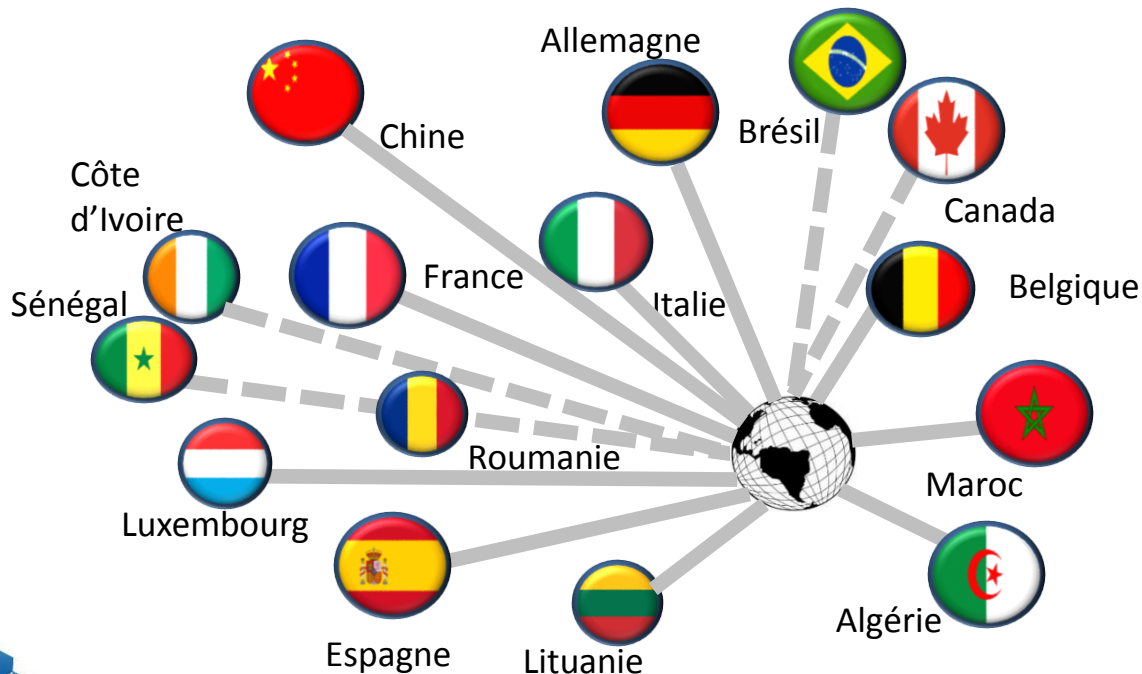 Allemagne
Brésil
Chine
Côte
d’Ivoire
Canada
France
Italie
Belgique
Sénégal
Roumanie
Maroc
Luxembourg
Algérie
Espagne
Lituanie